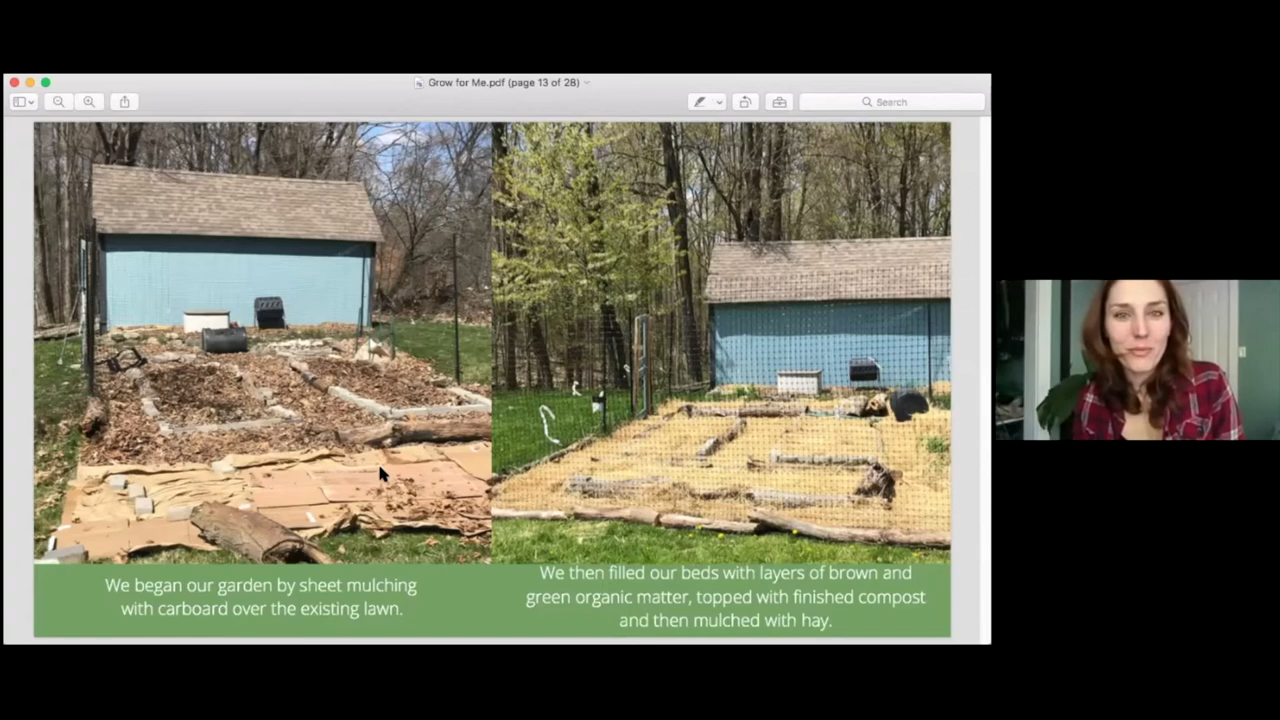 Grow for Me.pdf (page 13 of 28)
Search
We began our garden by sheet mulching
with carboard over the existing lawn.
We then filled our beds with layers of brown and
green organic matter, topped with finished compost
and then mulched with hay.